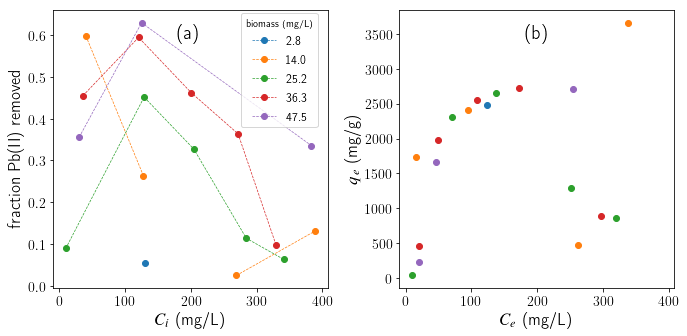 (a)
biomass (mg/L)
2.8
14.0
25.2
36.3
47.5
0.6
0.5
0.4
0.3
0.2
0.1
0.0
fraction Pb(II) removed
0 100 200 300 400
C_i (mg/L)
(b)
3500
3000
2500
2000
1500
1000
500
0
q_e (mg/g)
0 100 200 300 400
C_e (mg/L)